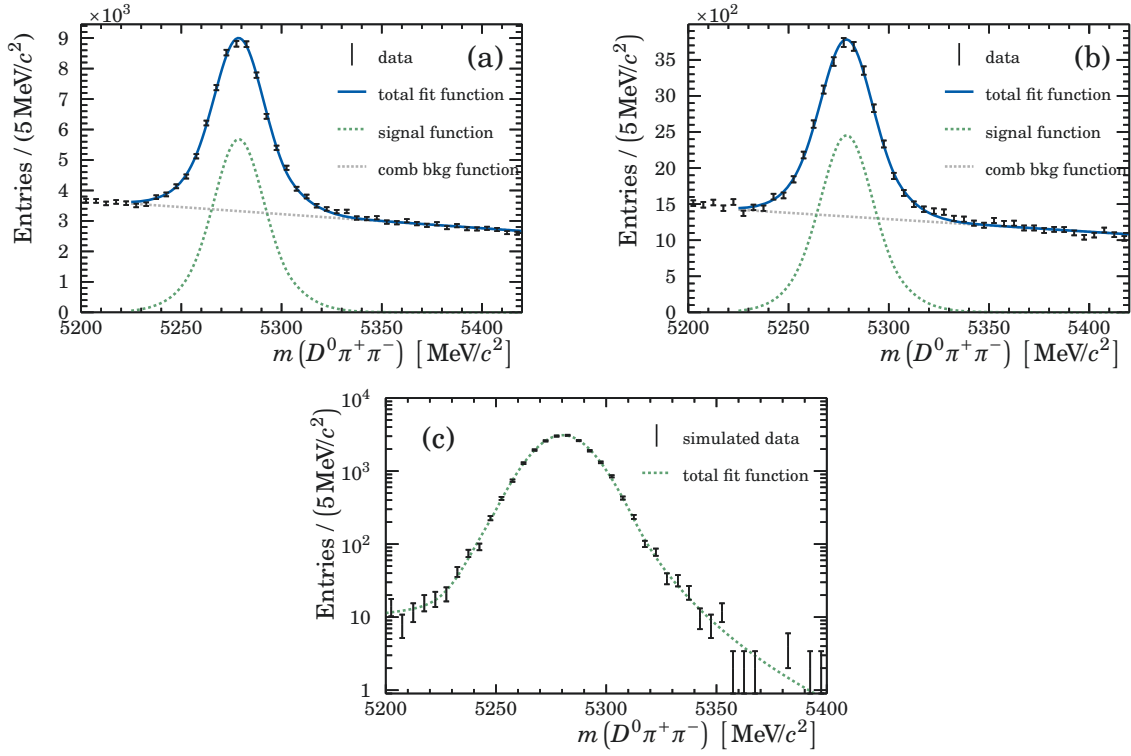 ×10³
9
8
7
6
5
4
3
2
1
0
Entries / (5 MeV/c²)
(a)
data
total fit function
signal function
comb bkg function
5200 5250 5300 5350 5400
m(D⁰π⁺π⁻) [MeV/c²]
×10²
35
30
25
20
15
10
5
0
Entries / (5 MeV/c²)
(b)
data
total fit function
signal function
comb bkg function
5200 5250 5300 5350 5400
m(D⁰π⁺π⁻) [MeV/c²]
10⁴
10³
10²
10
1
Entries / (5 MeV/c²)
(c)
simulated data
total fit function
5200 5250 5300 5350 5400
m(D⁰π⁺π⁻) [MeV/c²]